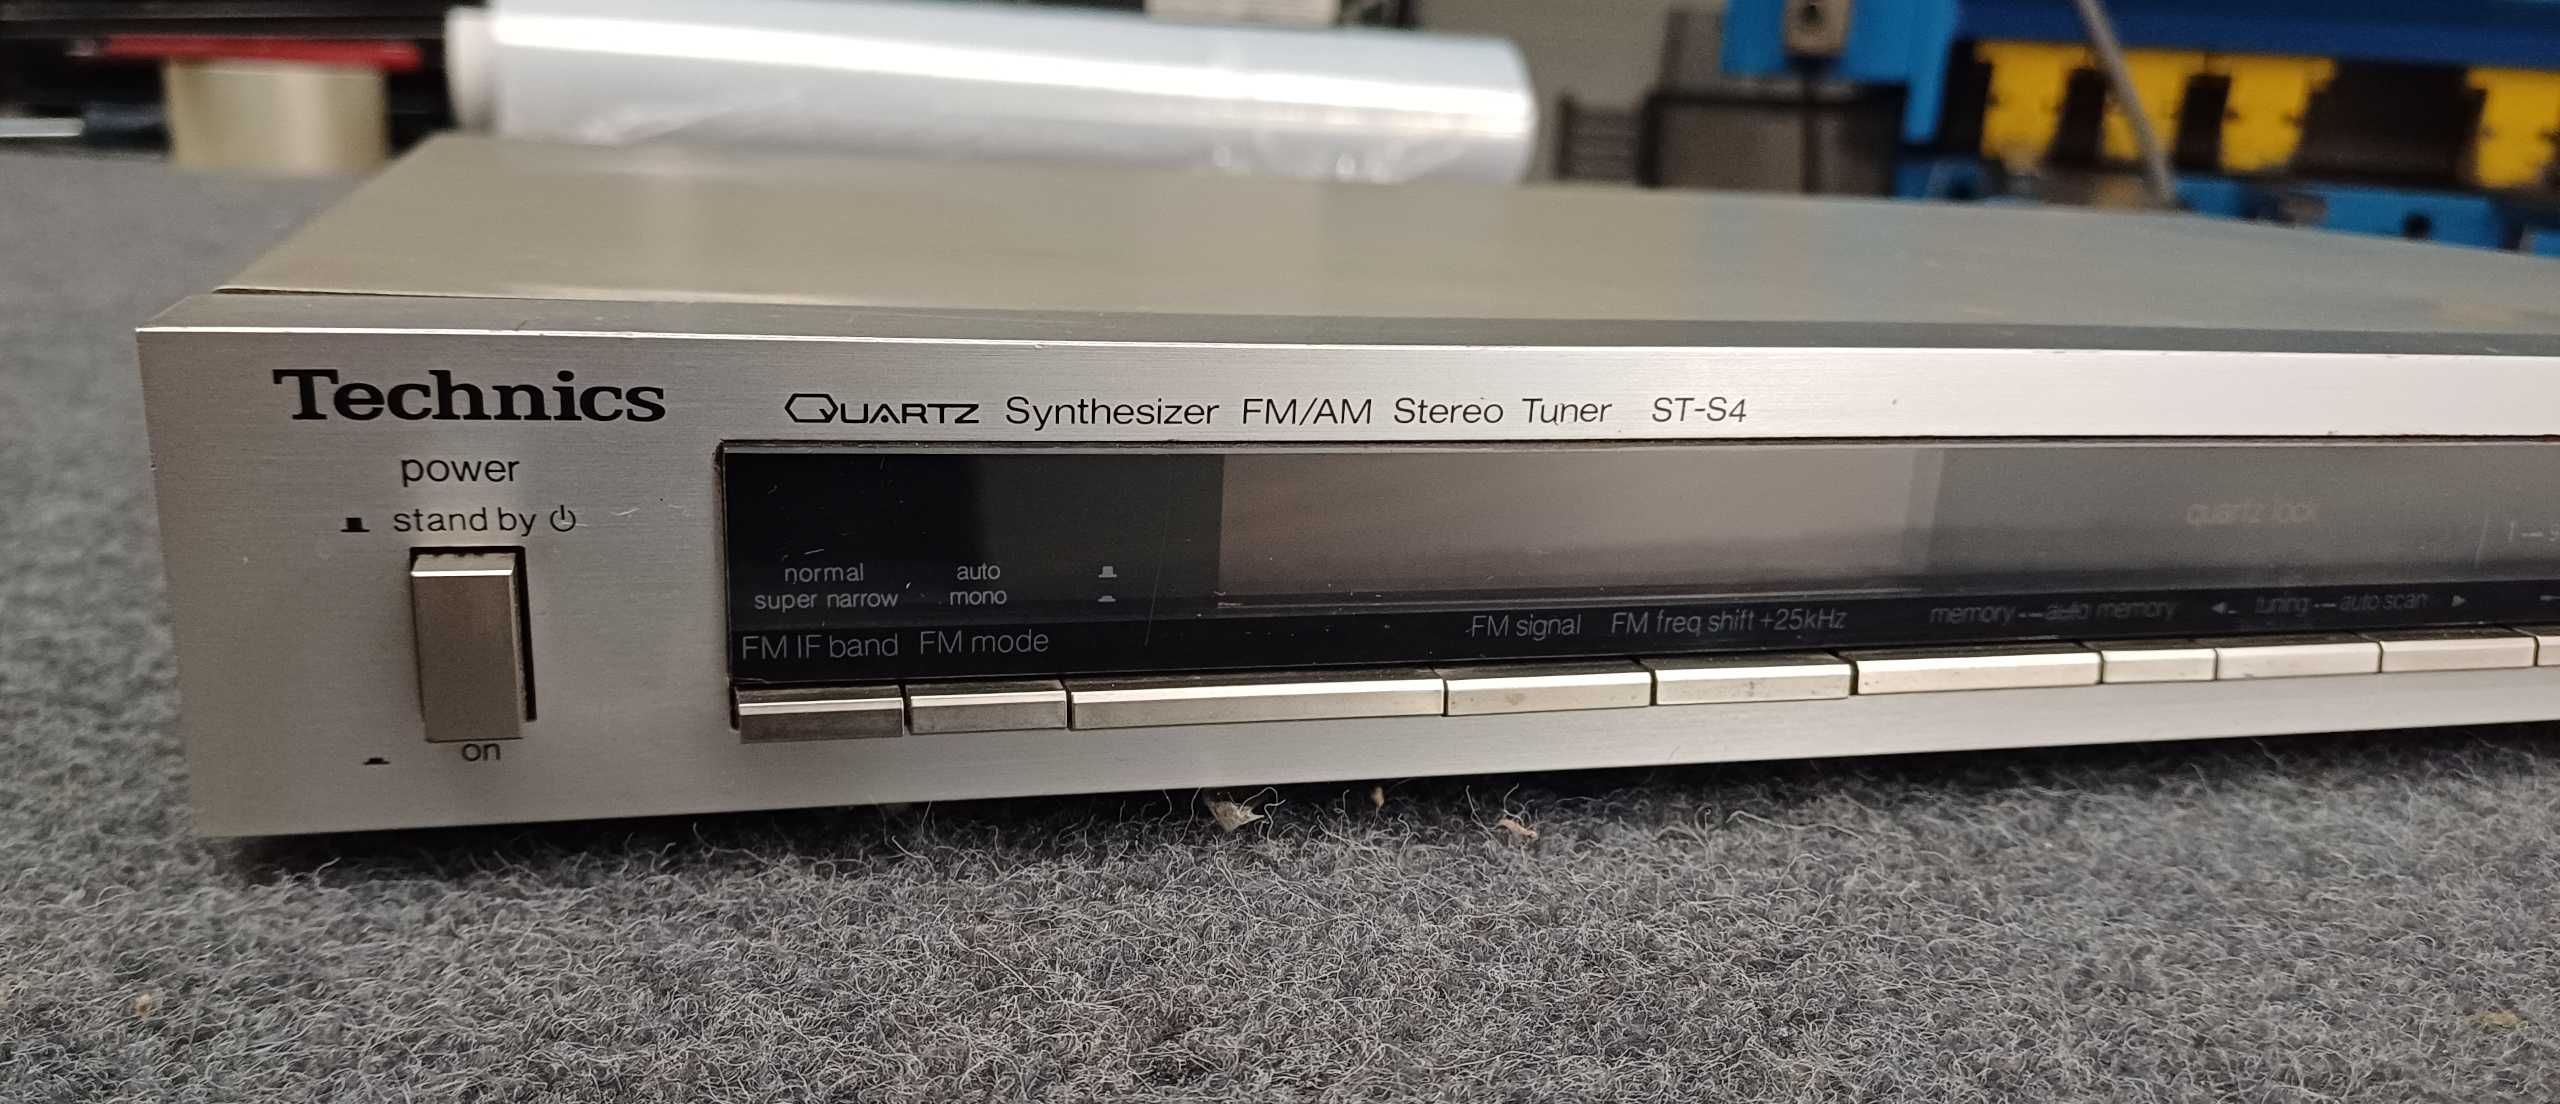 Technics
QUARTZ Synthesizer FM/AM Stereo Tuner ST-S4
power
stand by
on
normal
super narrow
FM IF band
auto
mono
FM mode
FM signal
FM freq shift +25kHz
quartz lock
memory --- auto memory
tuning --- auto scan